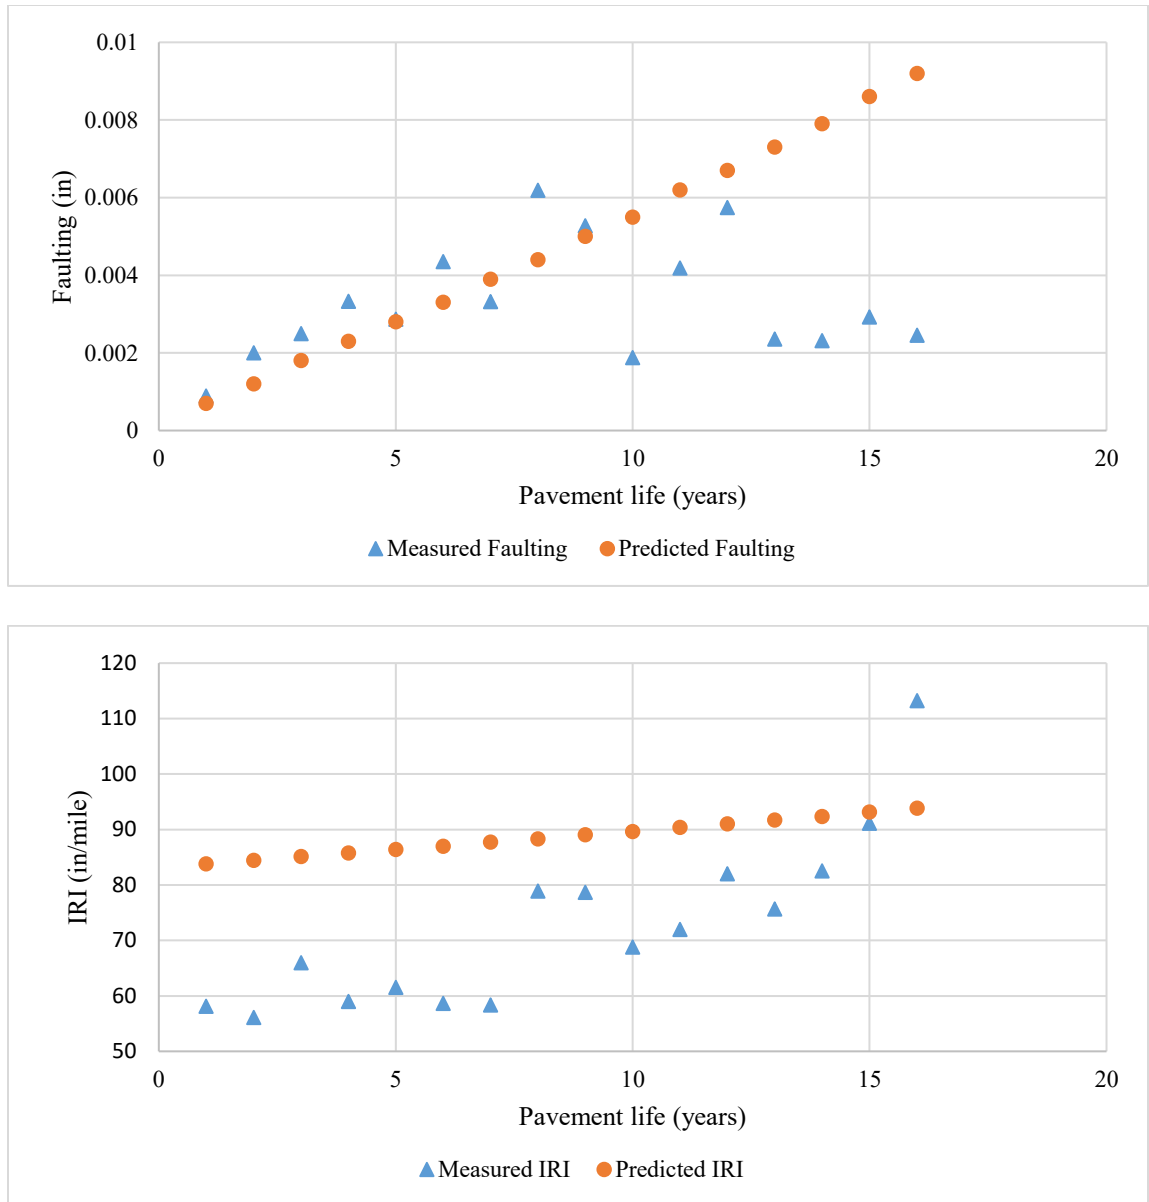 0.01
0.008
0.006
0.004
0.002
0
Faulting (in)
0 5 10 15 20
Pavement life (years)
Measured Faulting Predicted Faulting
120
110
100
90
80
70
60
50
IRI (in/mile)
0 5 10 15 20
Pavement life (years)
Measured IRI Predicted IRI